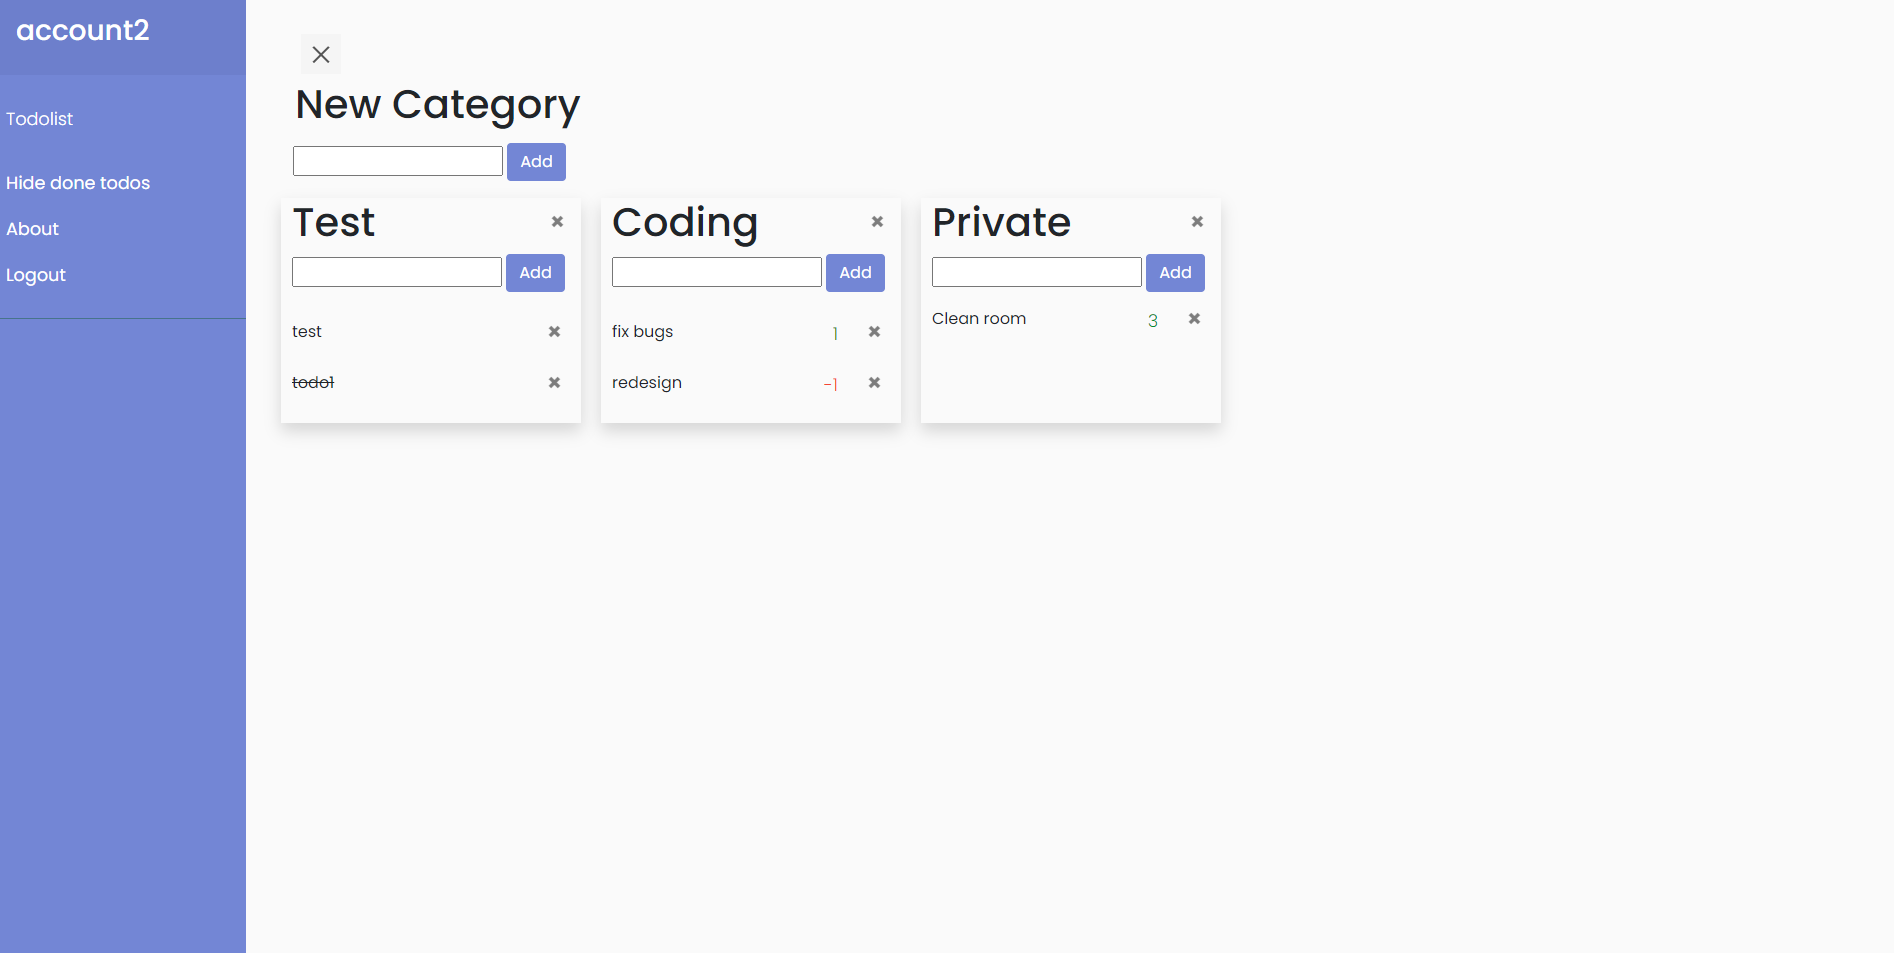 account2
Todolist
Hide done todos
About
Logout
New Category
Add
Test
Add
test
todo1
Coding
Add
fix bugs 1
redesign -1
Private
Add
Clean room 3